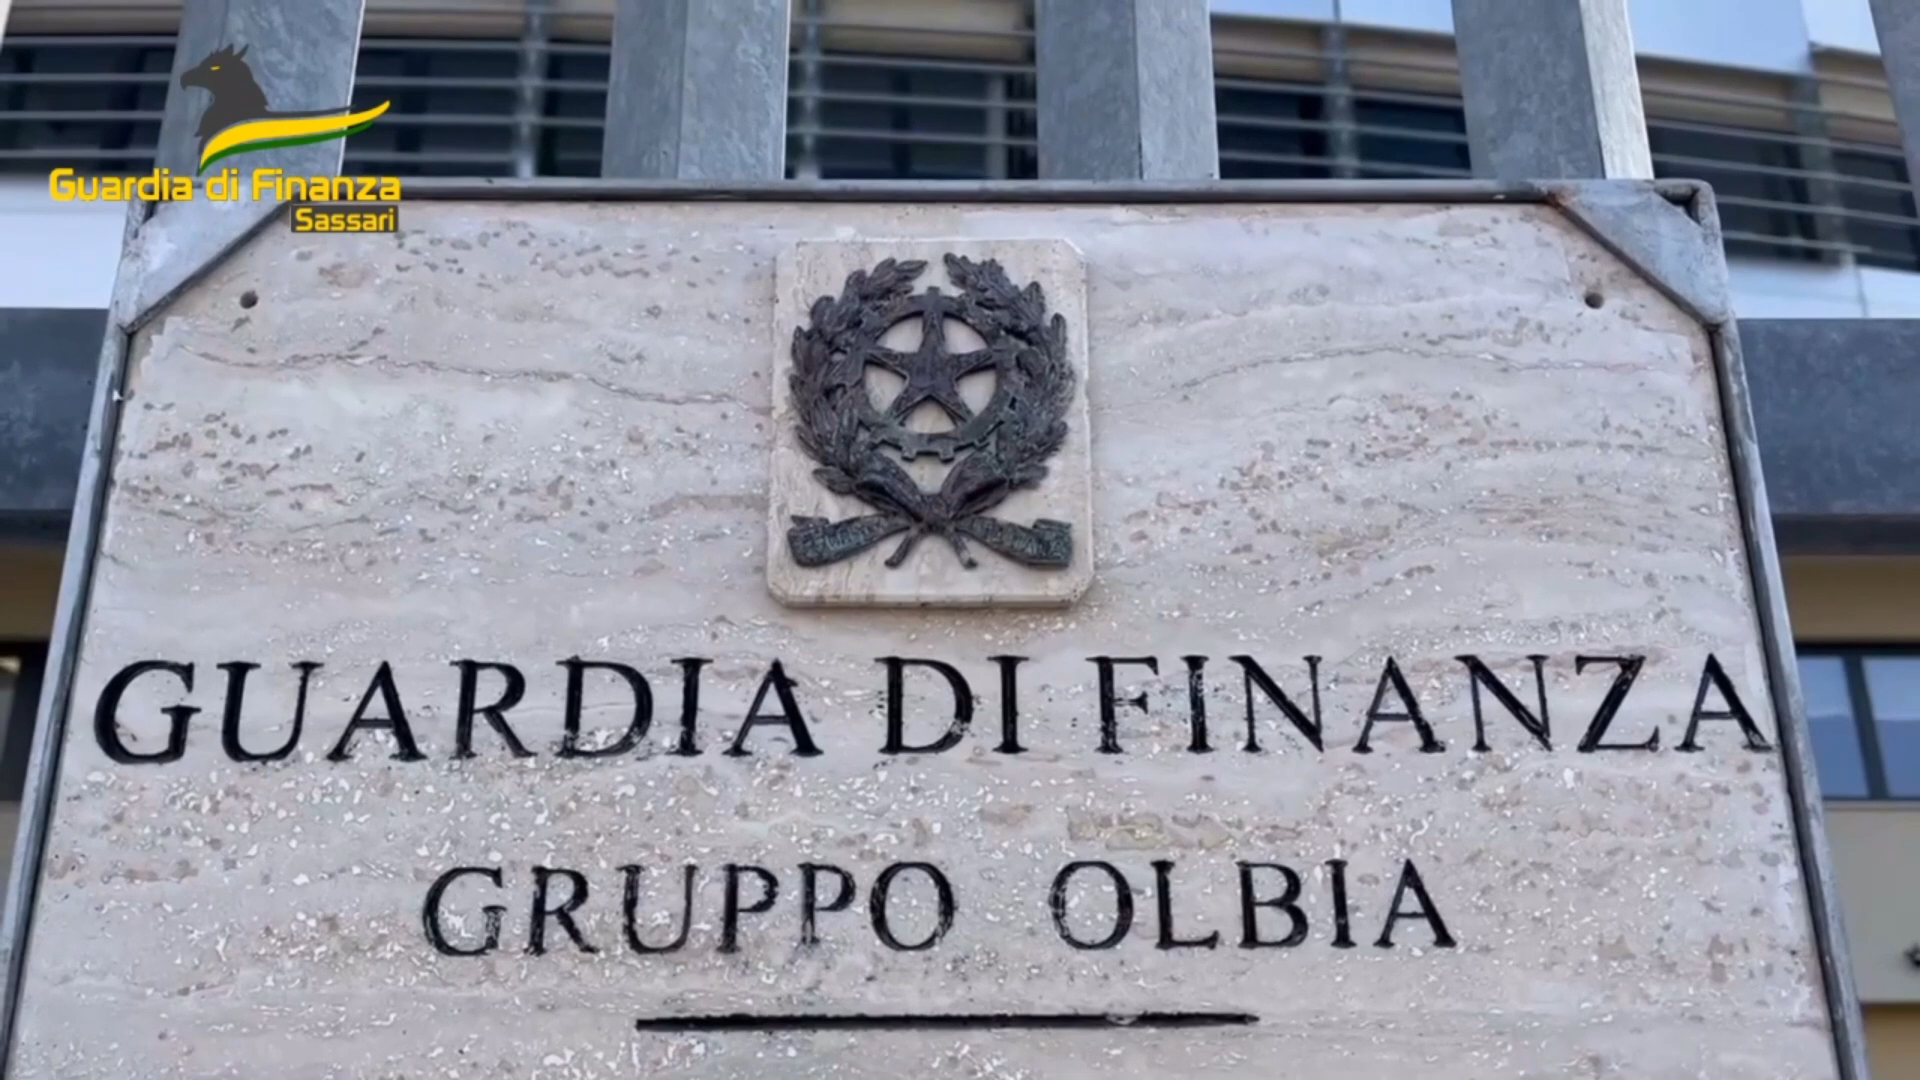 Guardia di Finanza
Sassari
GUARDIA DI FINANZA
GRUPPO OLBIA